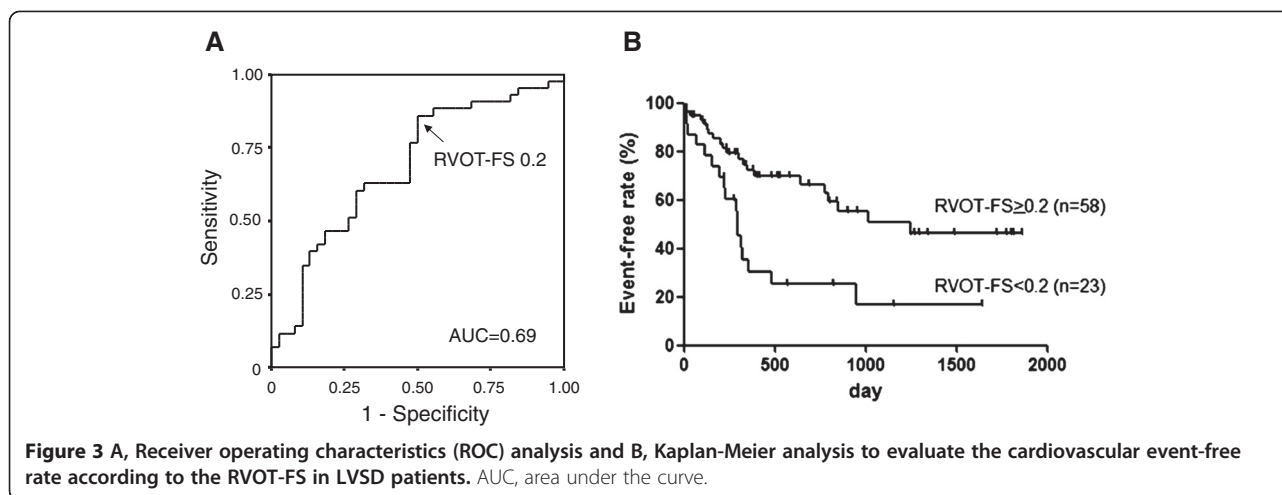 A
1.00
0.75
0.50
0.25
0
Sensitivity
RVOT-FS 0.2
AUC=0.69
0 0.25 0.50 0.75 1.00
1 - Specificity
B
100
80
60
40
20
0
Event-free rate (%)
RVOT-FS≥0.2 (n=58)
RVOT-FS<0.2 (n=23)
0 500 1000 1500 2000
day
Figure 3 A, Receiver operating characteristics (ROC) analysis and B, Kaplan-Meier analysis to evaluate the cardiovascular event-free
rate according to the RVOT-FS in LVSD patients. AUC, area under the curve.